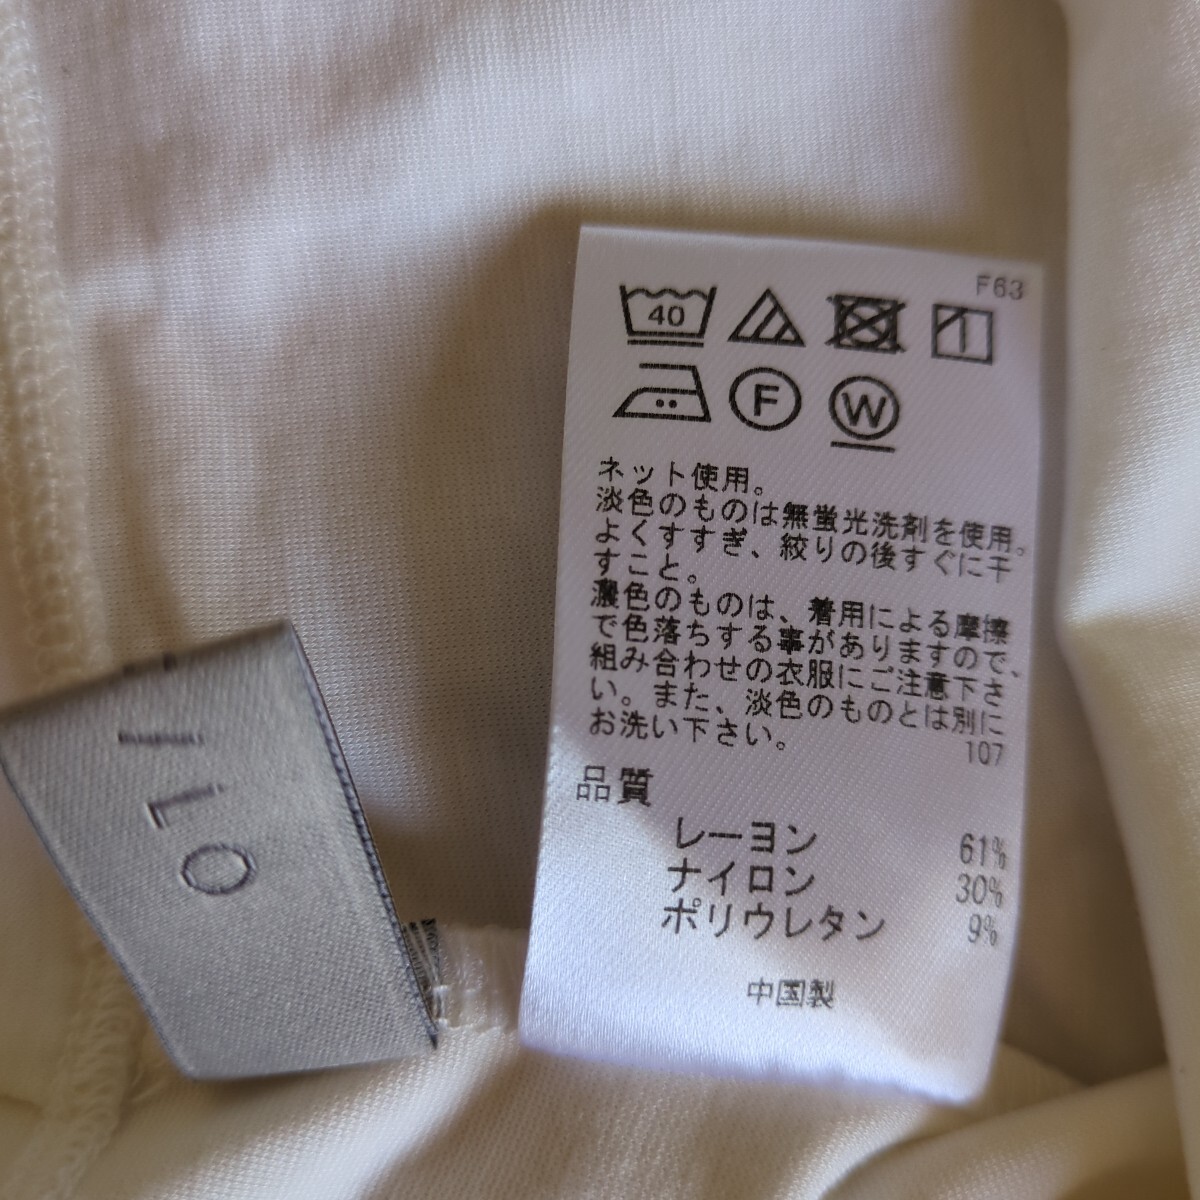 F63
40
F W
ネット使用。
淡色のものは無蛍光洗剤を使用。
よくすすぎ、絞りの後すぐに干
すこと。
濃色のものは、着用による摩擦
で色落ちする事がありますので、
組み合わせの衣服にご注意下さ
い。また、淡色のものとは別に
お洗い下さい。
107
品質
レーヨン 61%
ナイロン 30%
ポリウレタン 9%
中国製